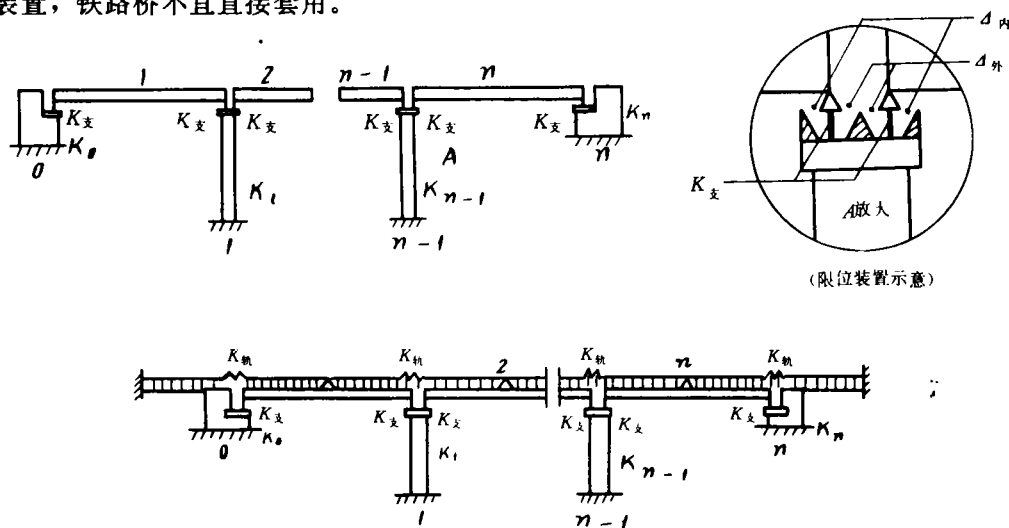 装置，铁路桥不且直接套用。
1 2 n-1 n
K支 K支 K支 K支 K支 K支 Kn
K0 A
0 K1 Kn-1 n
1 n-1
Δ内
Δ外
K支
A放大
(限位装置示意)
K轨 K轨 2 K轨 n K轨
K支 K支 K支 K支 K支 K支
K0 K1 Kn-1 Kn
0 n
1 n-1